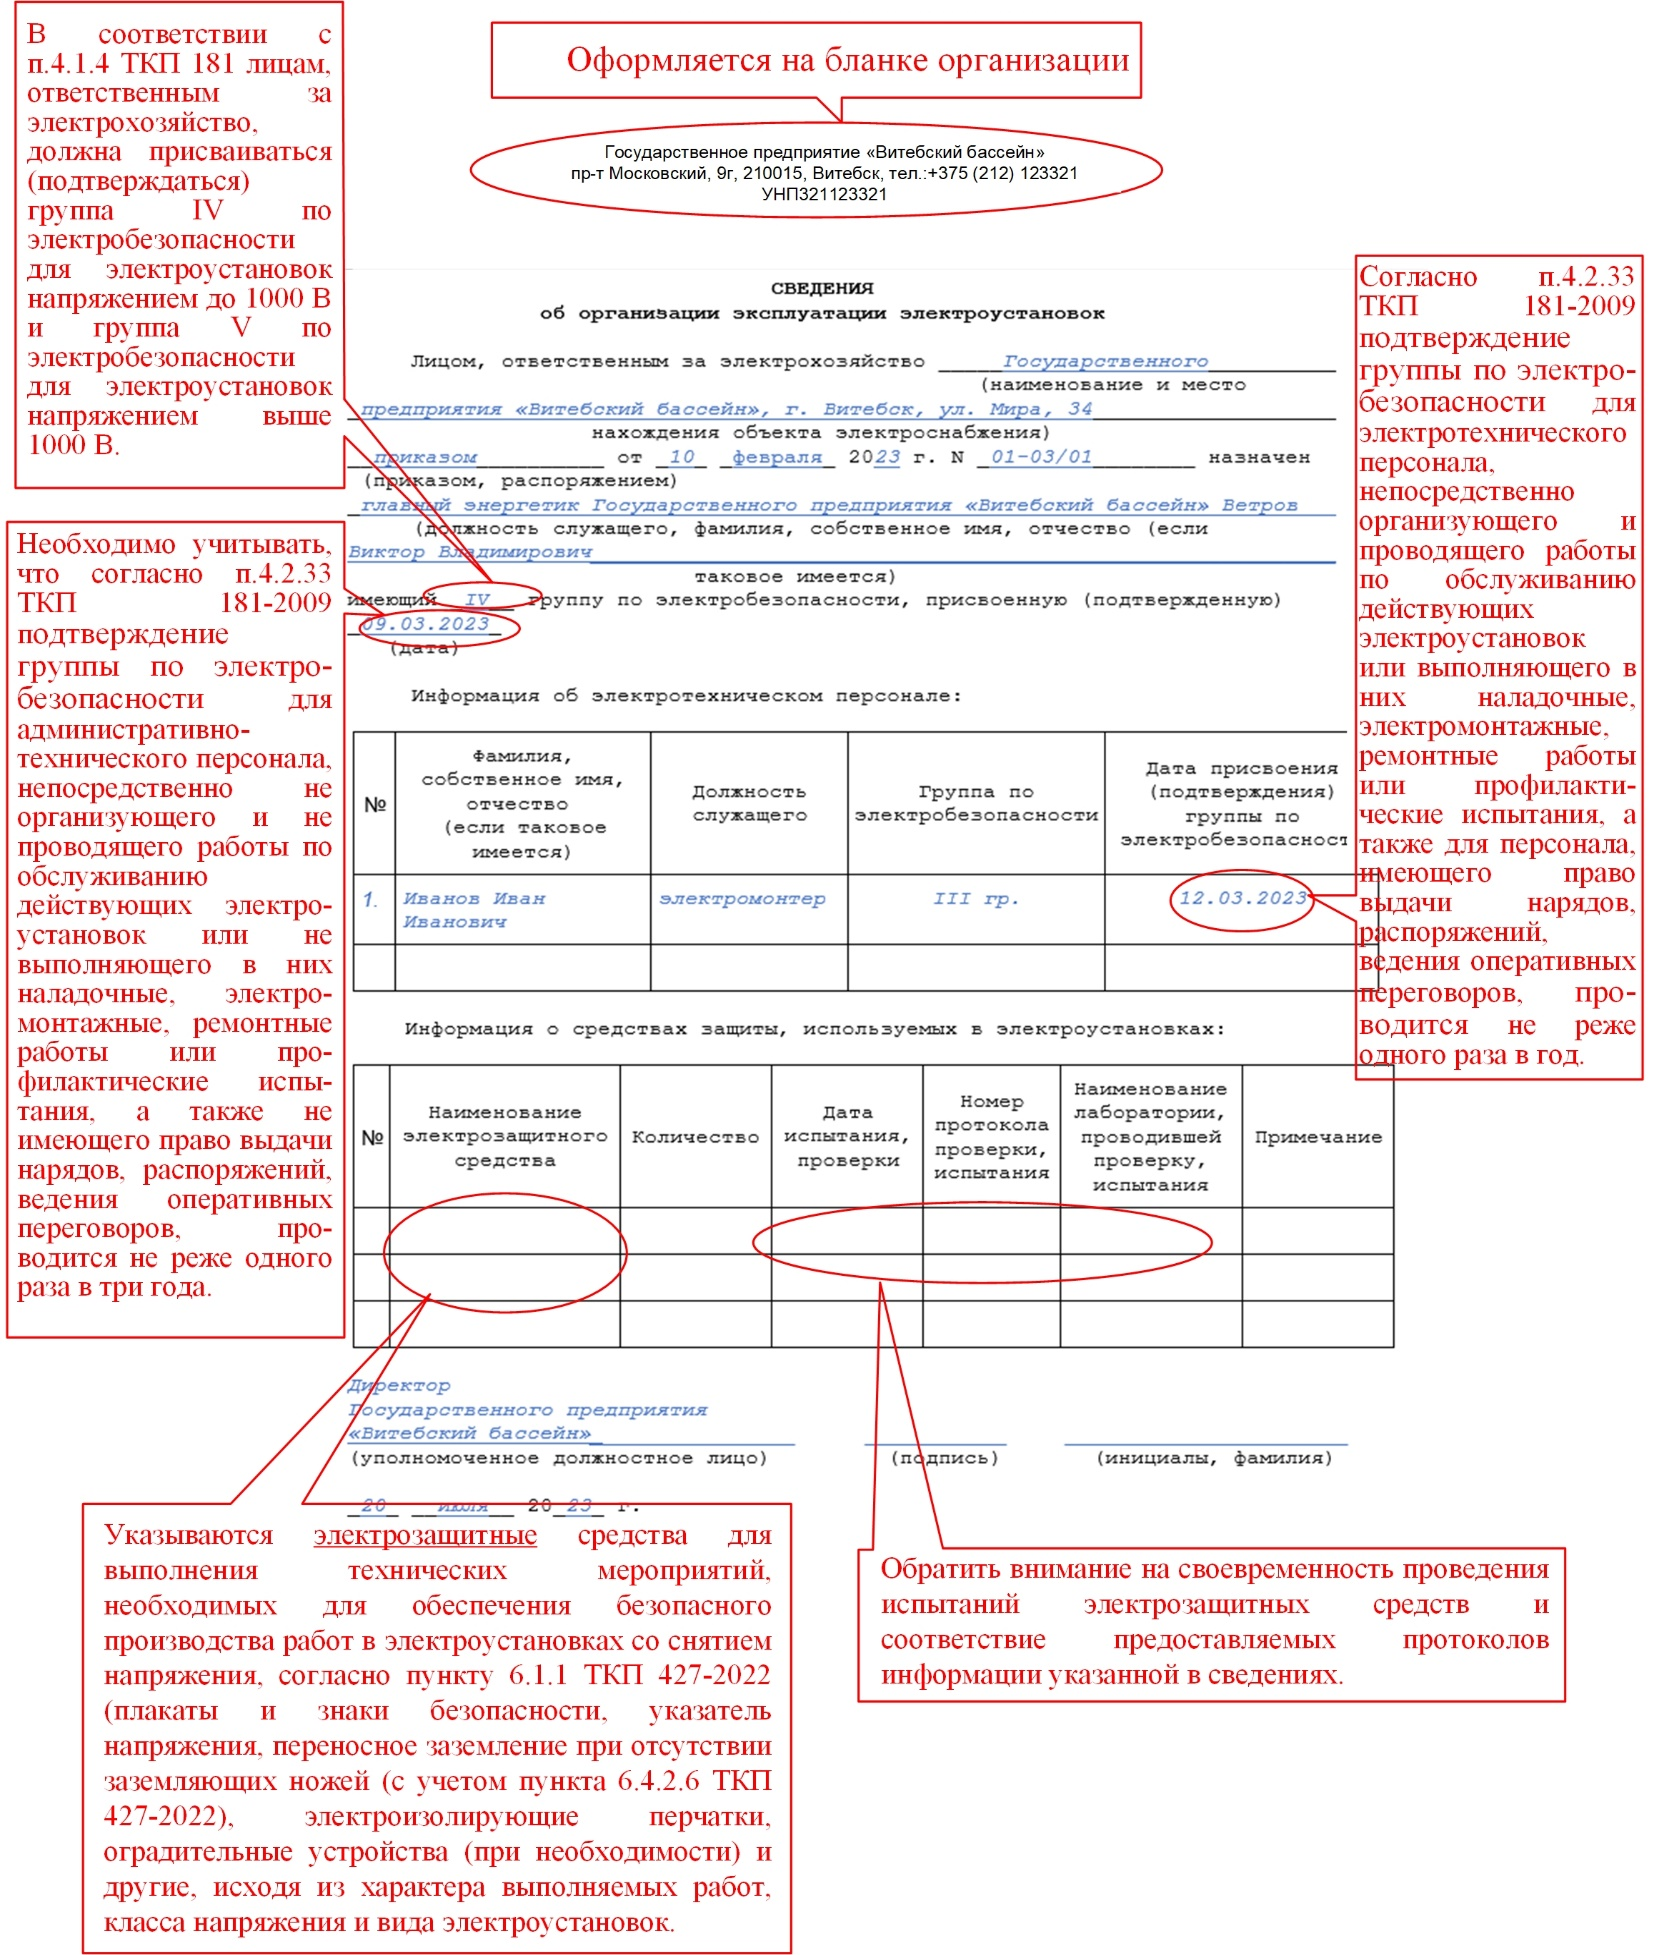 В соответствии с
п.4.1.4 ТКП 181 лицам,
ответственным за
электрохозяйство,
должна присваиваться
(подтверждаться)
группа IV по
электробезопасности
для электроустановок
напряжением до 1000 В
и группа V по
электробезопасности
для электроустановок
напряжением выше
1000 В.
Оформляется на бланке организации
Государственное предприятие «Витебский бассейн»
пр-т Московский, 9г, 210015, Витебск, тел.:+375 (212) 123321
УНП321123321
СВЕДЕНИЯ
об организации эксплуатации электроустановок
Лицом, ответственным за электрохозяйство Государственного
(наименование и место
предприятия «Витебский бассейн», г. Витебск, ул. Мира, 34
нахождения объекта электроснабжения)
приказом от 10 февраля 2023 г. N 01-03/01 назначен
(приказом, распоряжением)
главный энергетик Государственного предприятия «Витебский бассейн» Ветров
(должность служащего, фамилия, собственное имя, отчество (если
Виктор Владимирович
таковое имеется)
имеющий IV группу по электробезопасности, присвоенную (подтвержденную)
09.03.2023
(дата)
Необходимо учитывать,
что согласно п.4.2.33
ТКП 181-2009
подтверждение
группы по электро-
безопасности для
административно-
технического персонала,
непосредственно не
организующего и не
проводящего работы по
обслуживанию
действующих электро-
установок или не
выполняющего в них
наладочные, электро-
монтажные, ремонтные
работы или про-
филактические испы-
тания, а также не
имеющего право выдачи
нарядов, распоряжений,
ведения оперативных
переговоров, про-
водится не реже одного
раза в три года.
Согласно п.4.2.33
ТКП 181-2009
подтверждение
группы по электро-
безопасности для
электротехнического
персонала,
непосредственно
организующего и
проводящего работы
по обслуживанию
действующих
электроустановок
или выполняющего в
них наладочные,
электромонтажные,
ремонтные работы
или профилакти-
ческие испытания, а
также для персонала,
имеющего право
выдачи нарядов,
распоряжений,
ведения оперативных
переговоров, про-
водится не реже
одного раза в год.
Информация об электротехническом персонале:
№
Фамилия,
собственное имя,
отчество
(если таковое
имеется)
Должность
служащего
Группа по
электробезопасности
Дата присвоения
(подтверждения)
группы по
электробезопасност
1. Иванов Иван
Иванович
электромонтер
III гр.
12.03.2023
Информация о средствах защиты, используемых в электроустановках:
№
Наименование
электрозащитного
средства
Количество
Дата
испытания,
проверки
Номер
протокола
проверки,
испытания
Наименование
лаборатории,
проводившей
проверку,
испытания
Примечание
Директор
Государственного предприятия
«Витебский бассейн»
(уполномоченное должностное лицо) (подпись) (инициалы, фамилия)
20 июля 2023 г.
Указываются электрозащитные средства для
выполнения технических мероприятий,
необходимых для обеспечения безопасного
производства работ в электроустановках со снятием
напряжения, согласно пункту 6.1.1 ТКП 427-2022
(плакаты и знаки безопасности, указатель
напряжения, переносное заземление при отсутствии
заземляющих ножей (с учетом пункта 6.4.2.6 ТКП
427-2022), электроизолирующие перчатки,
оградительные устройства (при необходимости) и
другие, исходя из характера выполняемых работ,
класса напряжения и вида электроустановок.
Обратить внимание на своевременность проведения
испытаний электрозащитных средств и
соответствие предоставляемых протоколов
информации указанной в сведениях.